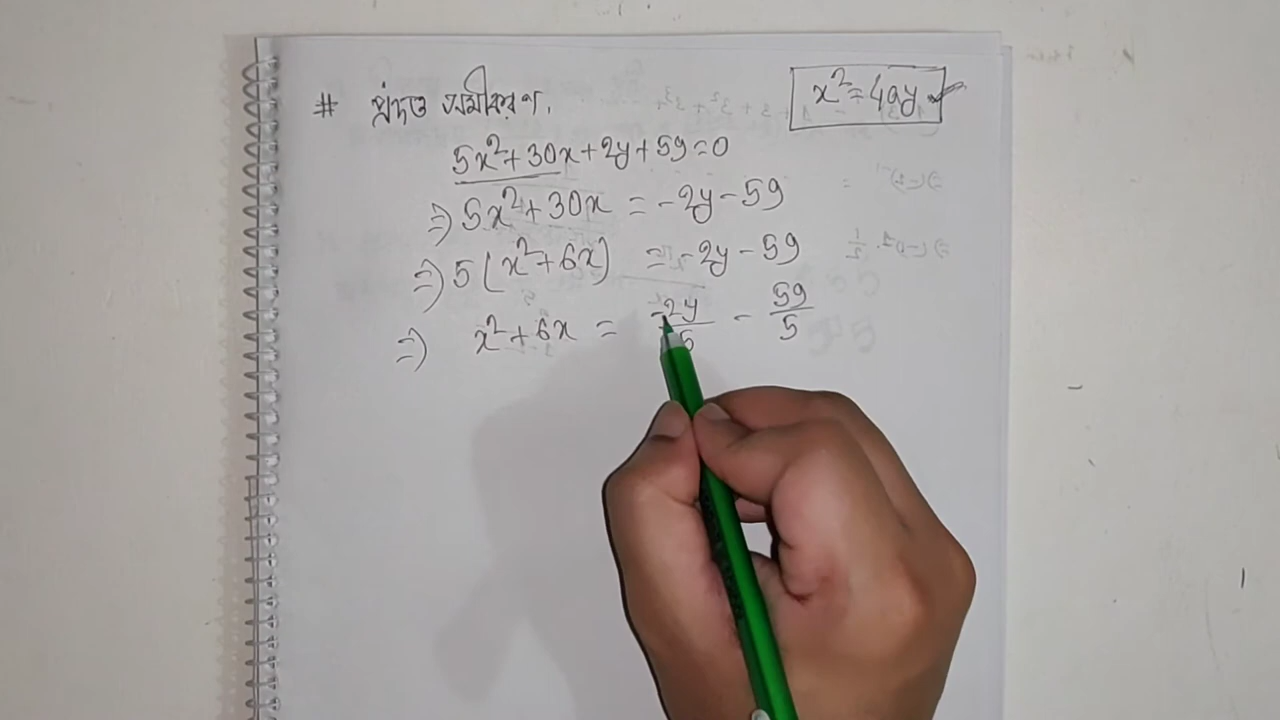 # প্রদত্ত সমীকরণ,
x² = 4ay
5x² + 30x + 2y + 59 = 0
⇒ 5x² + 30x = -2y - 59
⇒ 5(x² + 6x) = -2y - 59
⇒ x² + 6x = -2y/5 - 59/5